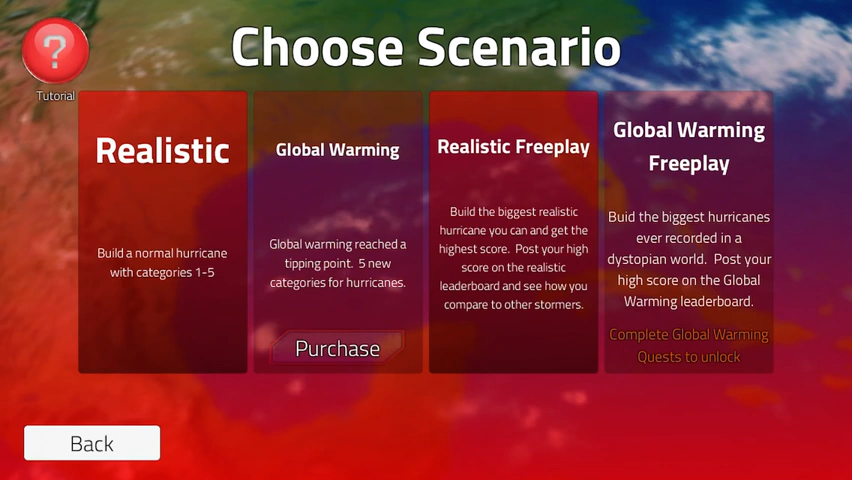 Choose Scenario
?
Tutorial
Realistic
Build a normal hurricane
with categories 1-5
Global Warming
Global warming reached a
tipping point. 5 new
categories for hurricanes.
Purchase
Realistic Freeplay
Build the biggest realistic
hurricane you can and get the
highest score. Post your high
score on the realistic
leaderboard and see how you
compare to other stormers.
Global Warming
Freeplay
Buid the biggest hurricanes
ever recorded in a
dystopian world. Post your
high score on the Global
Warming leaderboard.
Complete Global Warming
Quests to unlock
Back